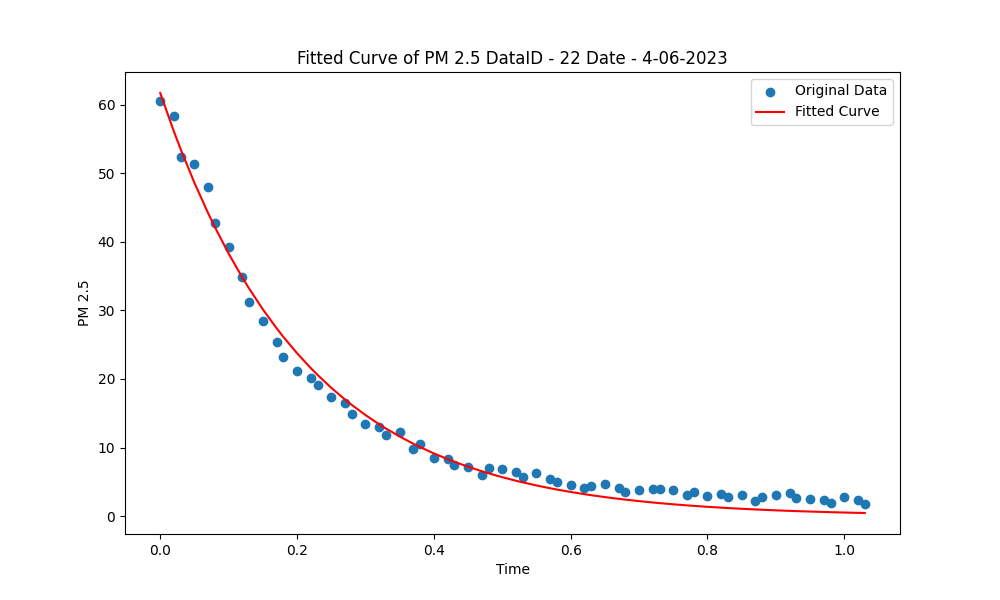 Fitted Curve of PM 2.5 DataID - 22 Date - 4-06-2023
Original Data
Fitted Curve
60
50
40
30
20
10
0
PM 2.5
0.0 0.2 0.4 0.6 0.8 1.0
Time